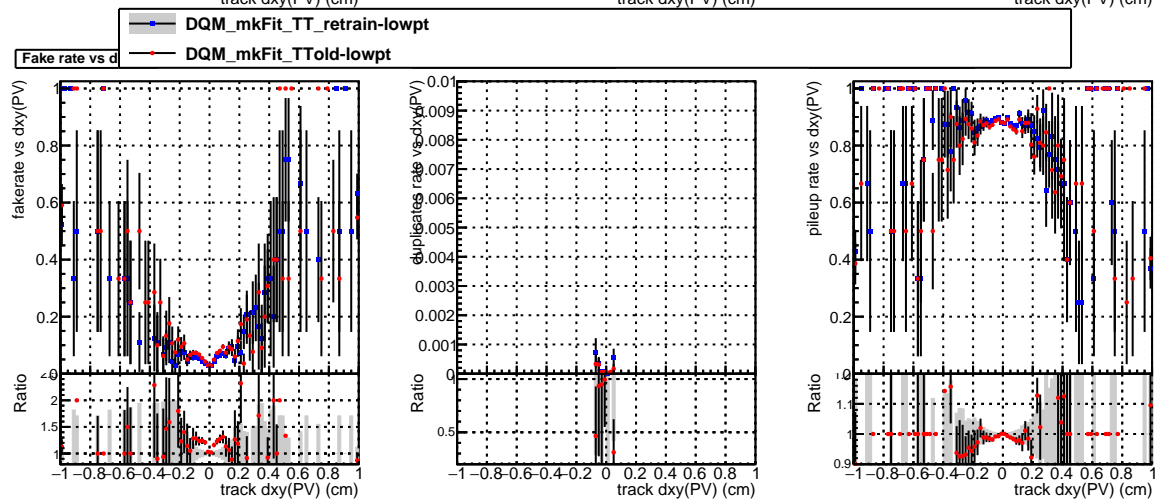 track dxy(PV) (cm)
track dxy(PV) (cm)
track dxy(PV) (cm)
DQM_mkFit_TT_retrain-lowpt
DQM_mkFit_TTold-lowpt
Fake rate vs d
fakerate vs dxy(PV)
1
0.8
0.6
0.4
0.2
0
Ratio
2
1.5
1
−1 −0.8 −0.6 −0.4 −0.2 0 0.2 0.4 0.6 0.8 1
track dxy(PV) (cm)
duplicates rate vs dxy(PV)
0.01
0.009
0.008
0.007
0.006
0.005
0.004
0.003
0.002
0.001
0
Ratio
1
0.5
−1 −0.8 −0.6 −0.4 −0.2 0 0.2 0.4 0.6 0.8 1
track dxy(PV) (cm)
pileup rate vs dxy(PV)
1
0.8
0.6
0.4
0.2
0
Ratio
1.1
1
0.9
−1 −0.8 −0.6 −0.4 −0.2 0 0.2 0.4 0.6 0.8 1
track dxy(PV) (cm)